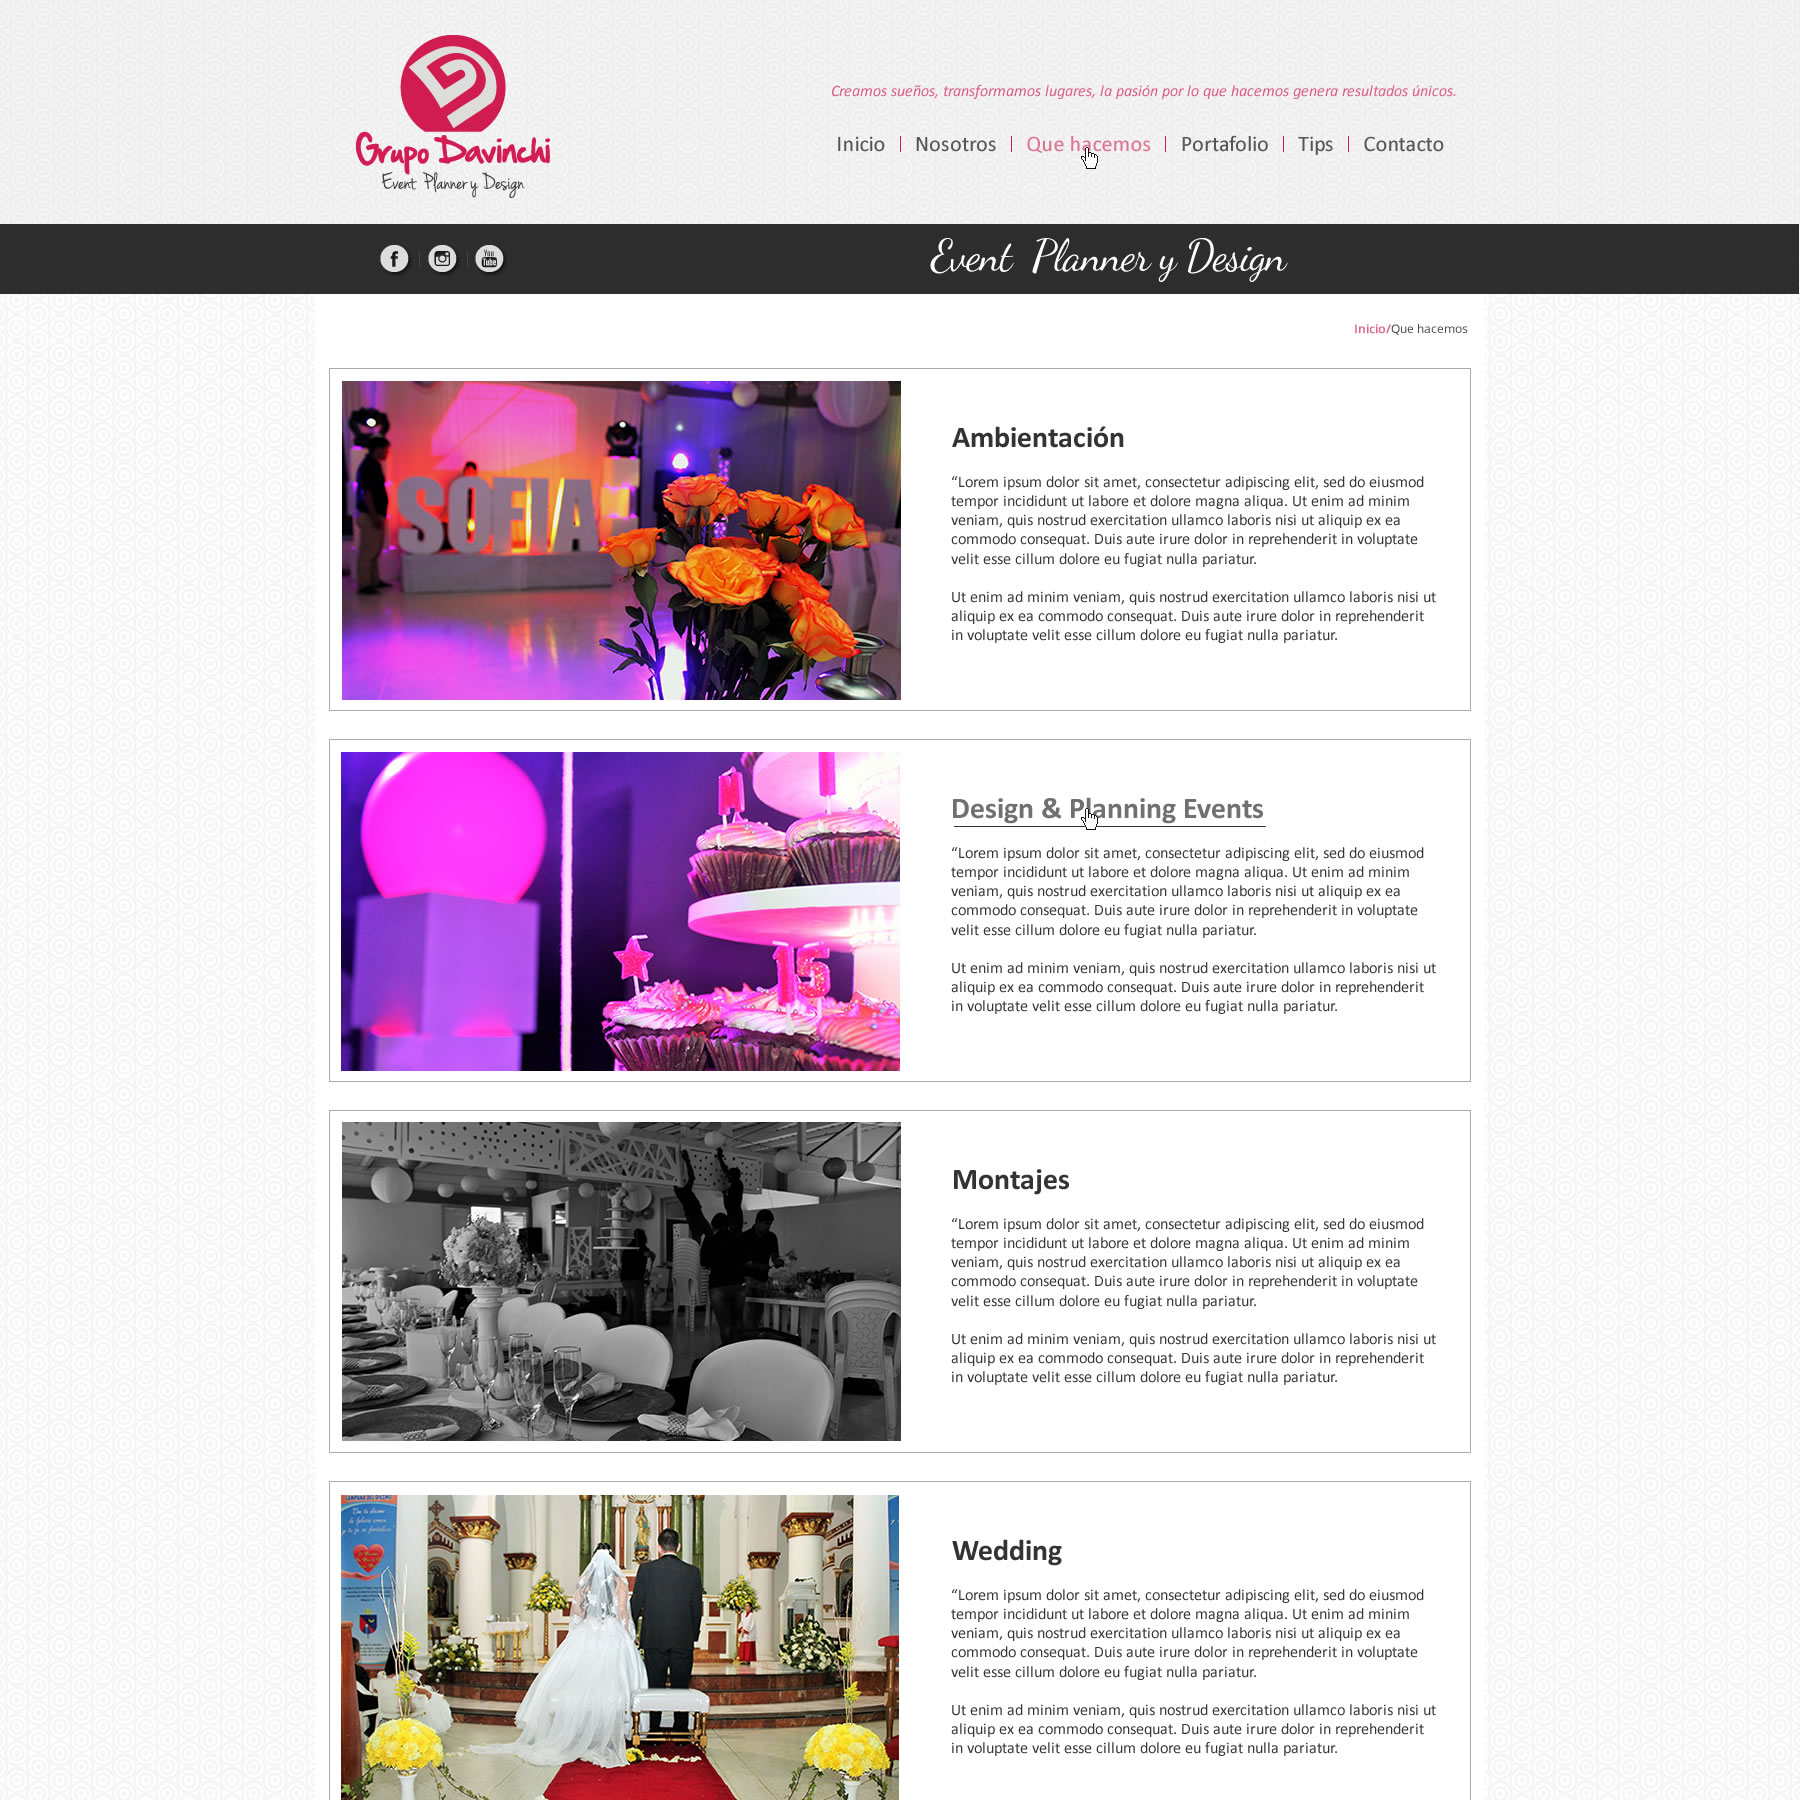 Grupo Davinchi
Event Planner y Design
Creamos sueños, transformamos lugares, la pasión por lo que hacemos genera resultados únicos.
Inicio | Nosotros | Que hacemos | Portafolio | Tips | Contacto
You
Tube
Event Planner y Design
Inicio/Que hacemos
SOFIA
Ambientación
“Lorem ipsum dolor sit amet, consectetur adipiscing elit, sed do eiusmod
tempor incididunt ut labore et dolore magna aliqua. Ut enim ad minim
veniam, quis nostrud exercitation ullamco laboris nisi ut aliquip ex ea
commodo consequat. Duis aute irure dolor in reprehenderit in voluptate
velit esse cillum dolore eu fugiat nulla pariatur.
Ut enim ad minim veniam, quis nostrud exercitation ullamco laboris nisi ut
aliquip ex ea commodo consequat. Duis aute irure dolor in reprehenderit
in voluptate velit esse cillum dolore eu fugiat nulla pariatur.
15
Design & Planning Events
“Lorem ipsum dolor sit amet, consectetur adipiscing elit, sed do eiusmod
tempor incididunt ut labore et dolore magna aliqua. Ut enim ad minim
veniam, quis nostrud exercitation ullamco laboris nisi ut aliquip ex ea
commodo consequat. Duis aute irure dolor in reprehenderit in voluptate
velit esse cillum dolore eu fugiat nulla pariatur.
Ut enim ad minim veniam, quis nostrud exercitation ullamco laboris nisi ut
aliquip ex ea commodo consequat. Duis aute irure dolor in reprehenderit
in voluptate velit esse cillum dolore eu fugiat nulla pariatur.
Montajes
“Lorem ipsum dolor sit amet, consectetur adipiscing elit, sed do eiusmod
tempor incididunt ut labore et dolore magna aliqua. Ut enim ad minim
veniam, quis nostrud exercitation ullamco laboris nisi ut aliquip ex ea
commodo consequat. Duis aute irure dolor in reprehenderit in voluptate
velit esse cillum dolore eu fugiat nulla pariatur.
Ut enim ad minim veniam, quis nostrud exercitation ullamco laboris nisi ut
aliquip ex ea commodo consequat. Duis aute irure dolor in reprehenderit
in voluptate velit esse cillum dolore eu fugiat nulla pariatur.
Wedding
“Lorem ipsum dolor sit amet, consectetur adipiscing elit, sed do eiusmod
tempor incididunt ut labore et dolore magna aliqua. Ut enim ad minim
veniam, quis nostrud exercitation ullamco laboris nisi ut aliquip ex ea
commodo consequat. Duis aute irure dolor in reprehenderit in voluptate
velit esse cillum dolore eu fugiat nulla pariatur.
Ut enim ad minim veniam, quis nostrud exercitation ullamco laboris nisi ut
aliquip ex ea commodo consequat. Duis aute irure dolor in reprehenderit
in voluptate velit esse cillum dolore eu fugiat nulla pariatur.